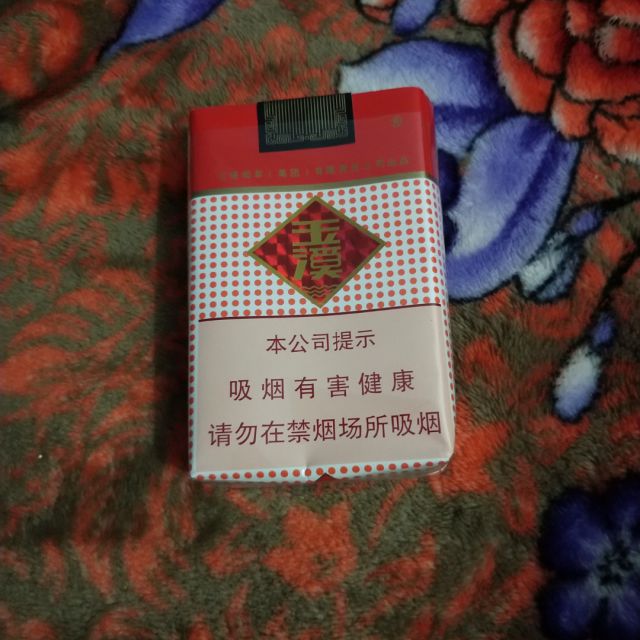 玉溪
本公司提示
吸烟有害健康
请勿在禁烟场所吸烟